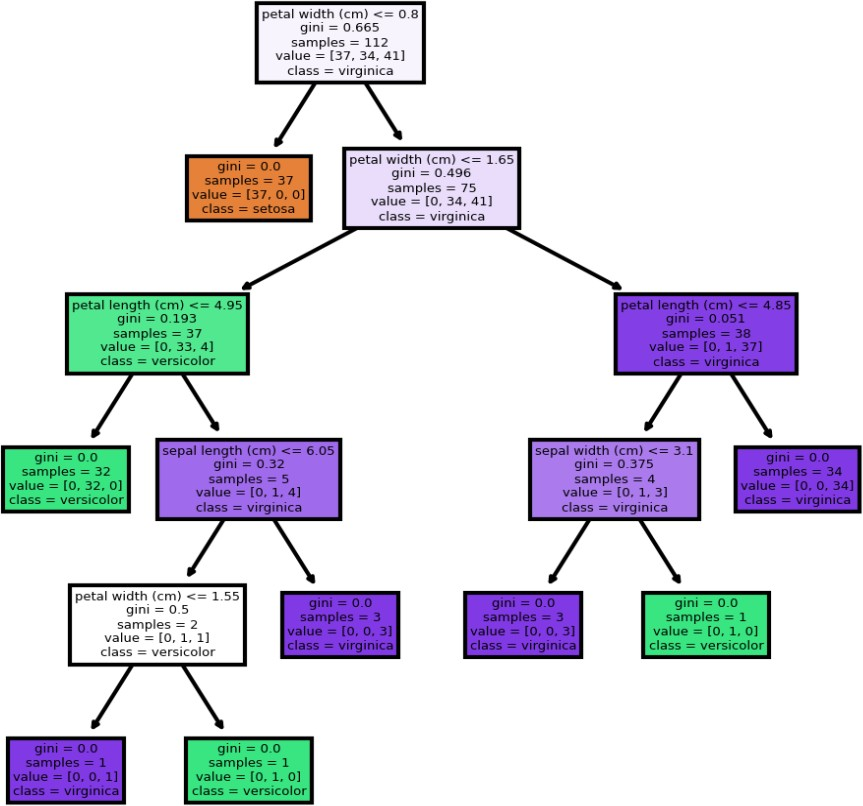 petal width (cm) <= 0.8
gini = 0.665
samples = 112
value = [37, 34, 41]
class = virginica
gini = 0.0
samples = 37
value = [37, 0, 0]
class = setosa
petal width (cm) <= 1.65
gini = 0.496
samples = 75
value = [0, 34, 41]
class = virginica
petal length (cm) <= 4.95
gini = 0.193
samples = 37
value = [0, 33, 4]
class = versicolor
petal length (cm) <= 4.85
gini = 0.051
samples = 38
value = [0, 1, 37]
class = virginica
gini = 0.0
samples = 32
value = [0, 32, 0]
class = versicolor
sepal length (cm) <= 6.05
gini = 0.32
samples = 5
value = [0, 1, 4]
class = virginica
sepal width (cm) <= 3.1
gini = 0.375
samples = 4
value = [0, 1, 3]
class = virginica
gini = 0.0
samples = 34
value = [0, 0, 34]
class = virginica
petal width (cm) <= 1.55
gini = 0.5
samples = 2
value = [0, 1, 1]
class = versicolor
gini = 0.0
samples = 3
value = [0, 0, 3]
class = virginica
gini = 0.0
samples = 3
value = [0, 0, 3]
class = virginica
gini = 0.0
samples = 1
value = [0, 1, 0]
class = versicolor
gini = 0.0
samples = 1
value = [0, 0, 1]
class = virginica
gini = 0.0
samples = 1
value = [0, 1, 0]
class = versicolor